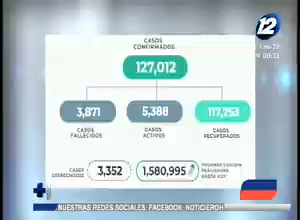 12
CASOS
CONFIRMADOS
127,012
3,871
5,388
117,753
CASOS
FALLECIDOS
CASOS
ACTIVOS
CASOS
RECUPERADOS
CASOS
SOSPECHOSOS
3,352
1,580,995
PRUEBAS COVID19
REALIZADAS
HASTA HOY
NUESTRAS REDES SOCIALES: FACEBOOK: NOTICIERO